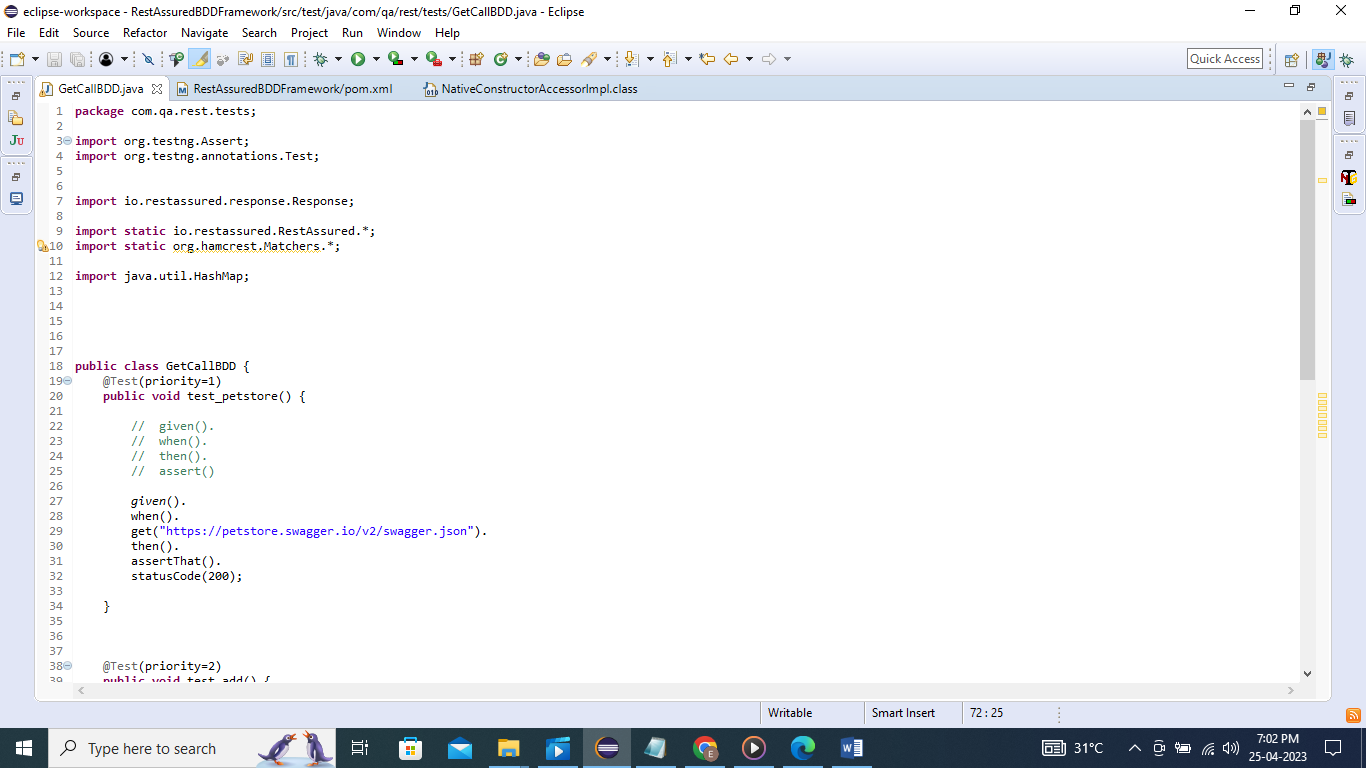 eclipse-workspace - RestAssuredBDDFramework/src/test/java/com/qa/rest/tests/GetCallBDD.java - Eclipse
File Edit Source Refactor Navigate Search Project Run Window Help
Quick Access
GetCallBDD.java RestAssuredBDDFramework/pom.xml NativeConstructorAccessorImpl.class
1 package com.qa.rest.tests;
2
3 import org.testng.Assert;
4 import org.testng.annotations.Test;
5
6
7 import io.restassured.response.Response;
8
9 import static io.restassured.RestAssured.*;
10 import static org.hamcrest.Matchers.*;
11
12 import java.util.HashMap;
13
14
15
16
17
18 public class GetCallBDD {
19 @Test(priority=1)
20 public void test_petstore() {
21
22 // given().
23 // when().
24 // then().
25 // assert()
26
27 given().
28 when().
29 get("https://petstore.swagger.io/v2/swagger.json").
30 then().
31 assertThat().
32 statusCode(200);
33
34 }
35
36
37
38 @Test(priority=2)
39 public void test_add() {
Writable Smart Insert 72 : 25
Type here to search
31°C
7:02 PM
25-04-2023